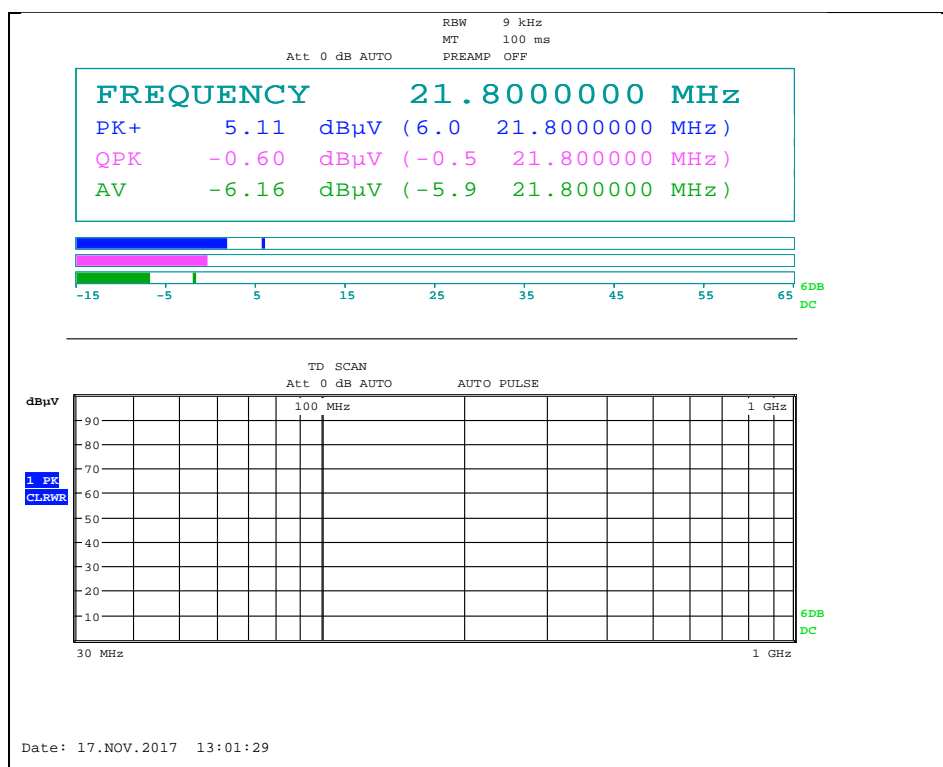 RBW 9 kHz
MT 100 ms
Att 0 dB AUTO PREAMP OFF
FREQUENCY 21.8000000 MHz
PK+ 5.11 dBµV (6.0 21.8000000 MHz)
QPK -0.60 dBµV (-0.5 21.800000 MHz)
AV -6.16 dBµV (-5.9 21.800000 MHz)
-15 -5 5 15 25 35 45 55 65
6DB
DC
TD SCAN
Att 0 dB AUTO AUTO PULSE
dBµV
100 MHz 1 GHz
90
80
70
1 PK
CLRWR
60
50
40
30
20
10
6DB
DC
30 MHz 1 GHz
Date: 17.NOV.2017 13:01:29